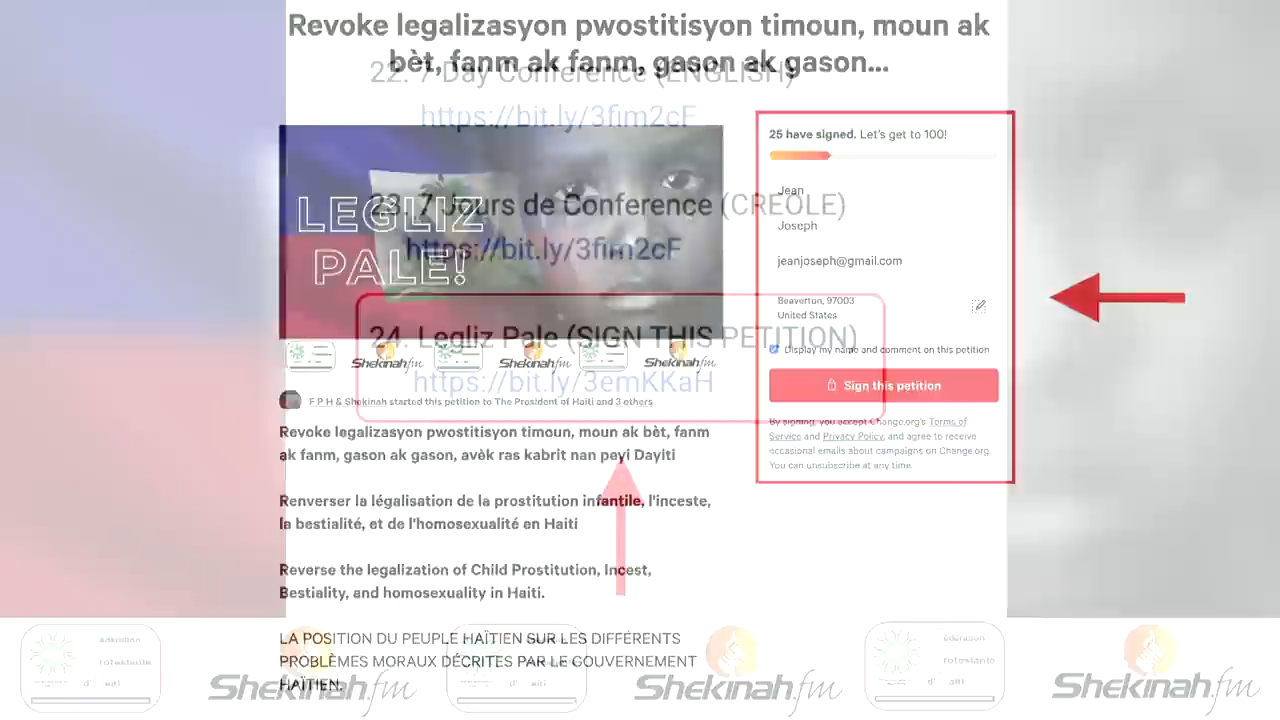 Revoke legalizasyon pwostitisyon timoun, moun ak
bèt, fanm ak fanm, gason ak gason...
22. 7 Day Conference (ENGLISH)
https://bit.ly/3fim2cF
23. 7 Jours de Conference (CREOLE)
https://bit.ly/3fim2cF
24. Legliz Pale (SIGN THIS PETITION)
https://bit.ly/3emKKaH
LEGLIZ
PALE!
Shekinah.fm Shekinah.fm Shekinah.fm
F P H & Shekinah started this petition to The President of Haiti and 3 others
Revoke legalizasyon pwostitisyon timoun, moun ak bèt, fanm
ak fanm, gason ak gason, avèk ras kabrit nan peyi Dayiti
Renverser la légalisation de la prostitution infantile, l'inceste,
la bestialité, et de l'homosexualité en Haiti
Reverse the legalization of Child Prostitution, Incest,
Bestiality, and homosexuality in Haiti.
LA POSITION DU PEUPLE HAÏTIEN SUR LES DIFFÉRENTS
PROBLÈMES MORAUX DÉCRITES PAR LE GOUVERNEMENT
HAÏTIEN.
25 have signed. Let's get to 100!
Jean
Joseph
jeanjoseph@gmail.com
Beaverton, 97003
United States
Display my name and comment on this petition
Sign this petition
By signing, you accept Change.org's Terms of
Service and Privacy Policy, and agree to receive
occasional emails about campaigns on Change.org.
You can unsubscribe at any time.
Shekinah.fm Shekinah.fm Shekinah.fm